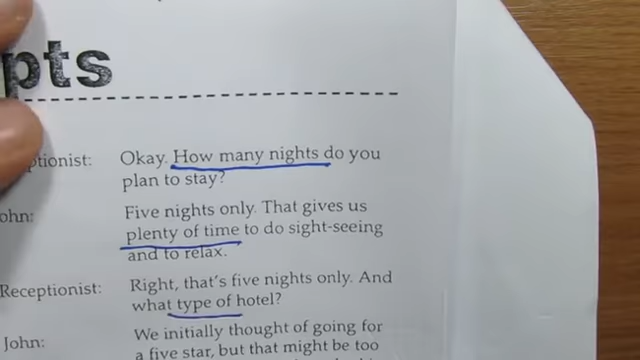 pts
ptionist: Okay. How many nights do you
plan to stay?
ohn: Five nights only. That gives us
plenty of time to do sight-seeing
and to relax.
Receptionist: Right, that's five nights only. And
what type of hotel?
John: We initially thought of going for
a five star, but that might be too